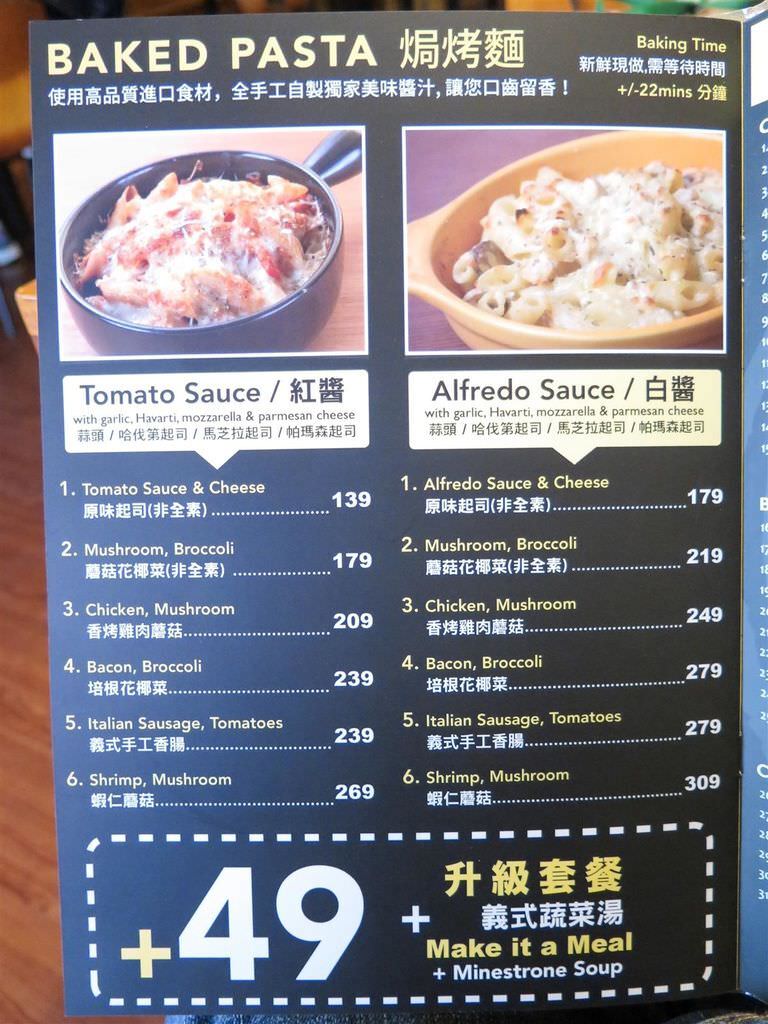 BAKED PASTA 焗烤麵
使用高品質進口食材，全手工自製獨家美味醬汁,讓您口齒留香！
Baking Time
新鮮現做,需等待時間
+/-22mins 分鐘
Tomato Sauce / 紅醬
with garlic, Havarti, mozzarella & parmesan cheese
蒜頭 / 哈伐第起司 / 馬芝拉起司 / 帕瑪森起司
1. Tomato Sauce & Cheese
原味起司(非全素)..................139
2. Mushroom, Broccoli
蘑菇花椰菜(非全素)...............179
3. Chicken, Mushroom
香烤雞肉蘑菇......................209
4. Bacon, Broccoli
培根花椰菜.........................239
5. Italian Sausage, Tomatoes
義式手工香腸......................239
6. Shrimp, Mushroom
蝦仁蘑菇............................269
Alfredo Sauce / 白醬
with garlic, Havarti, mozzarella & parmesan cheese
蒜頭 / 哈伐第起司 / 馬芝拉起司 / 帕瑪森起司
1. Alfredo Sauce & Cheese
原味起司(非全素)....................179
2. Mushroom, Broccoli
蘑菇花椰菜(非全素).................219
3. Chicken, Mushroom
香烤雞肉蘑菇........................249
4. Bacon, Broccoli
培根花椰菜...........................279
5. Italian Sausage, Tomatoes
義式手工香腸........................279
6. Shrimp, Mushroom
蝦仁蘑菇..............................309
+49
+
升級套餐
義式蔬菜湯
Make it a Meal
+ Minestrone Soup